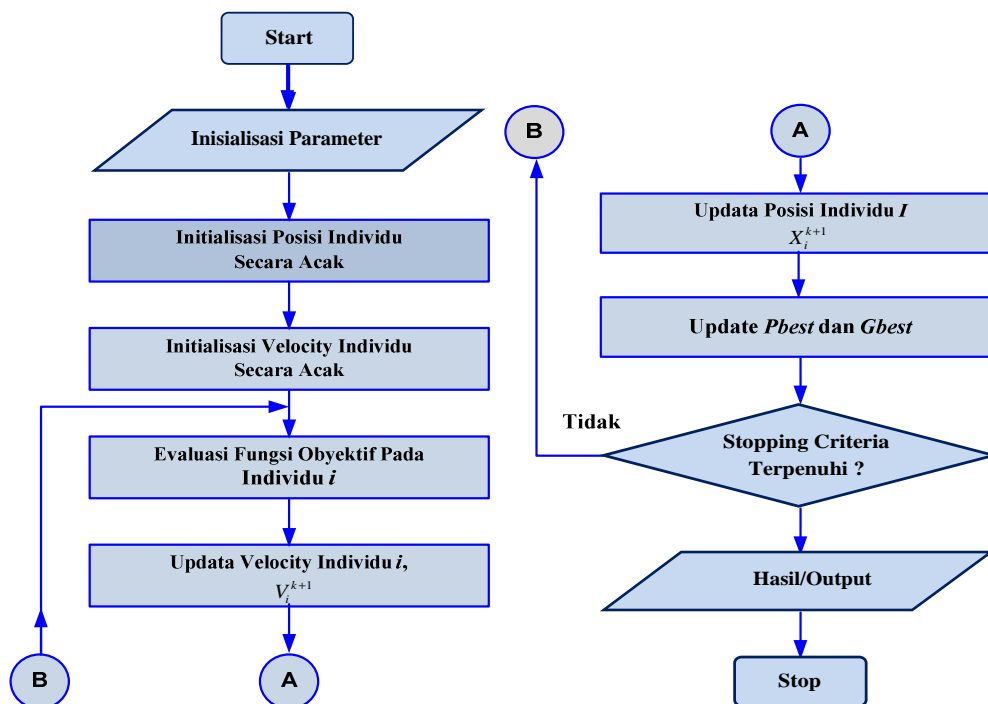 Start
Inisialisasi Parameter
Initialisasi Posisi Individu
Secara Acak
Initialisasi Velocity Individu
Secara Acak
Evaluasi Fungsi Obyektif Pada
Individu i
Updata Velocity Individu i,
V_i^{k+1}
B
A
B
A
Updata Posisi Individu I
X_i^{k+1}
Update Pbest dan Gbest
Tidak
Stopping Criteria
Terpenuhi ?
Hasil/Output
Stop